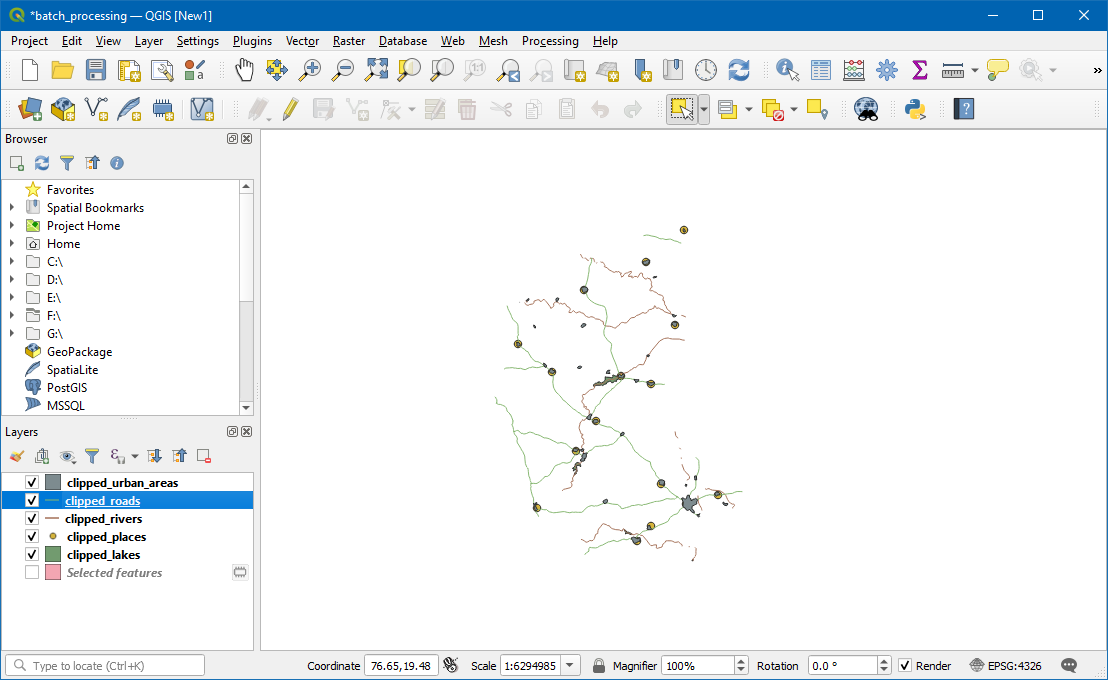 *batch_processing — QGIS [New1]
Project Edit View Layer Settings Plugins Vector Raster Database Web Mesh Processing Help
1:1
»
a
ε
?
Browser
Favorites
Spatial Bookmarks
Project Home
Home
C:\
D:\
E:\
F:\
G:\
GeoPackage
SpatiaLite
PostGIS
MSSQL
Layers
clipped_urban_areas
clipped_roads
clipped_rivers
clipped_places
clipped_lakes
Selected features
Type to locate (Ctrl+K) Coordinate 76.65,19.48 Scale 1:6294985 Magnifier 100% Rotation 0.0 ° Render EPSG:4326